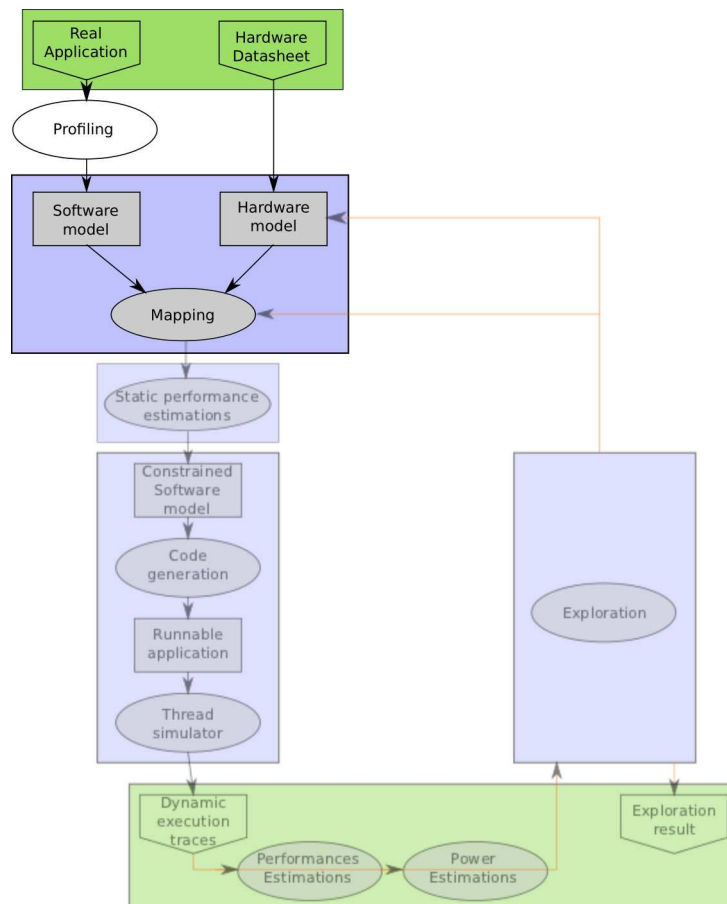 Real
Application
Hardware
Datasheet
Profiling
Software
model
Hardware
model
Mapping
Static performance
estimations
Constrained
Software
model
Code
generation
Exploration
Runnable
application
Thread
simulator
Dynamic
execution
traces
Exploration
result
Performances
Estimations
Power
Estimations